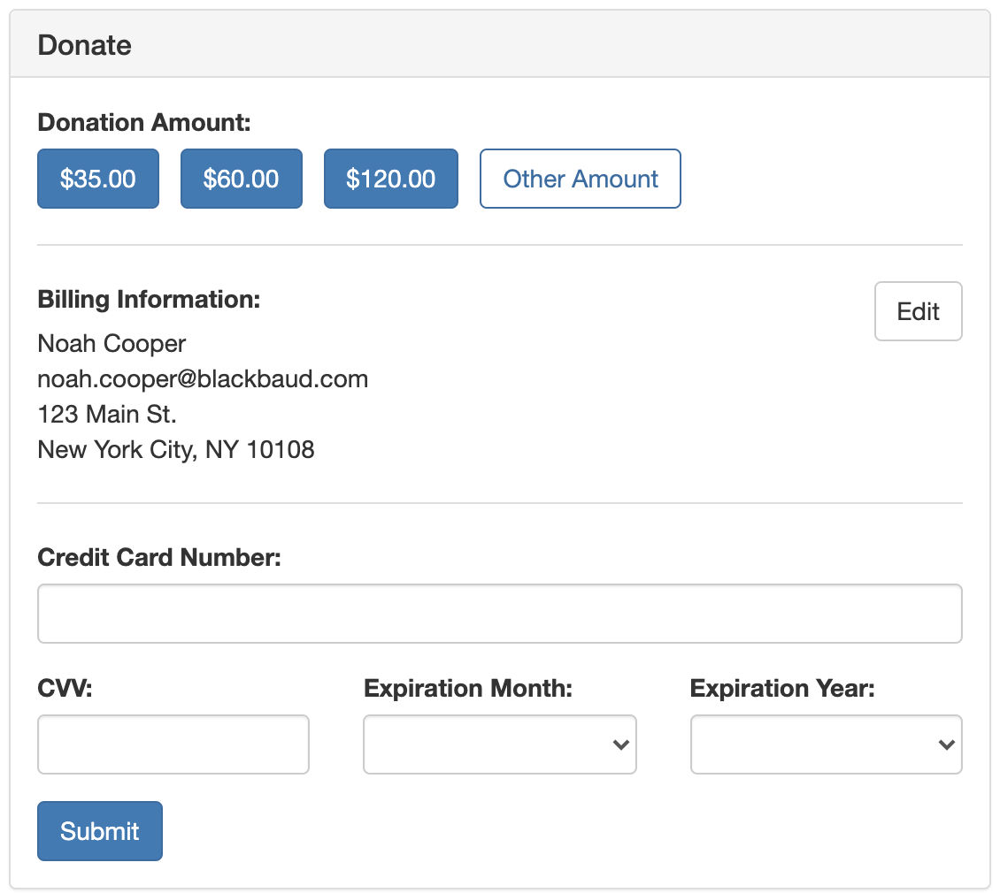 Donate
Donation Amount:
$35.00 $60.00 $120.00 Other Amount
Billing Information:
Edit
Noah Cooper
noah.cooper@blackbaud.com
123 Main St.
New York City, NY 10108
Credit Card Number:
CVV: Expiration Month: Expiration Year:
Submit